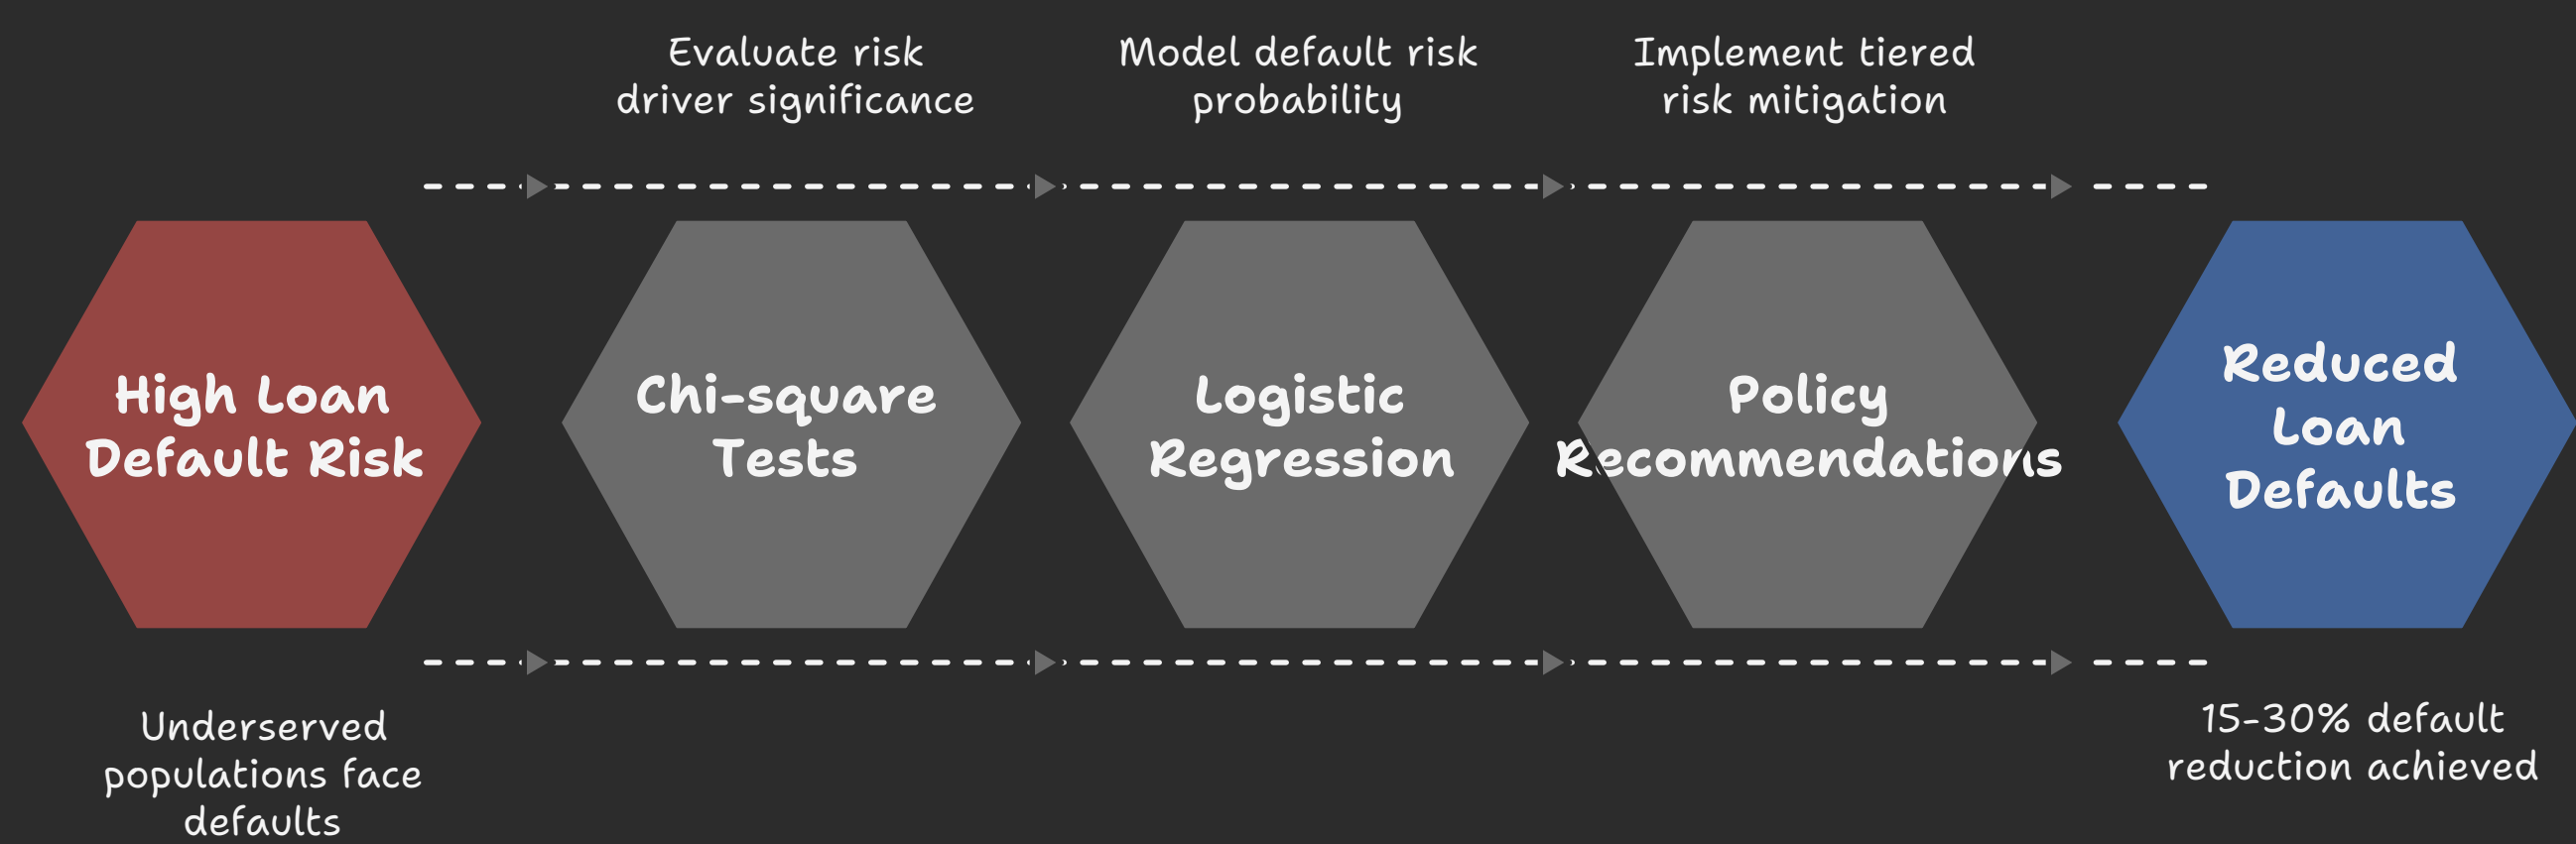 Evaluate risk
driver significance
Model default risk
probability
Implement tiered
risk mitigation
High Loan
Default Risk
Chi-square
Tests
Logistic
Regression
Policy
Recommendations
Reduced
Loan
Defaults
Underserved
populations face
defaults
15-30% default
reduction achieved